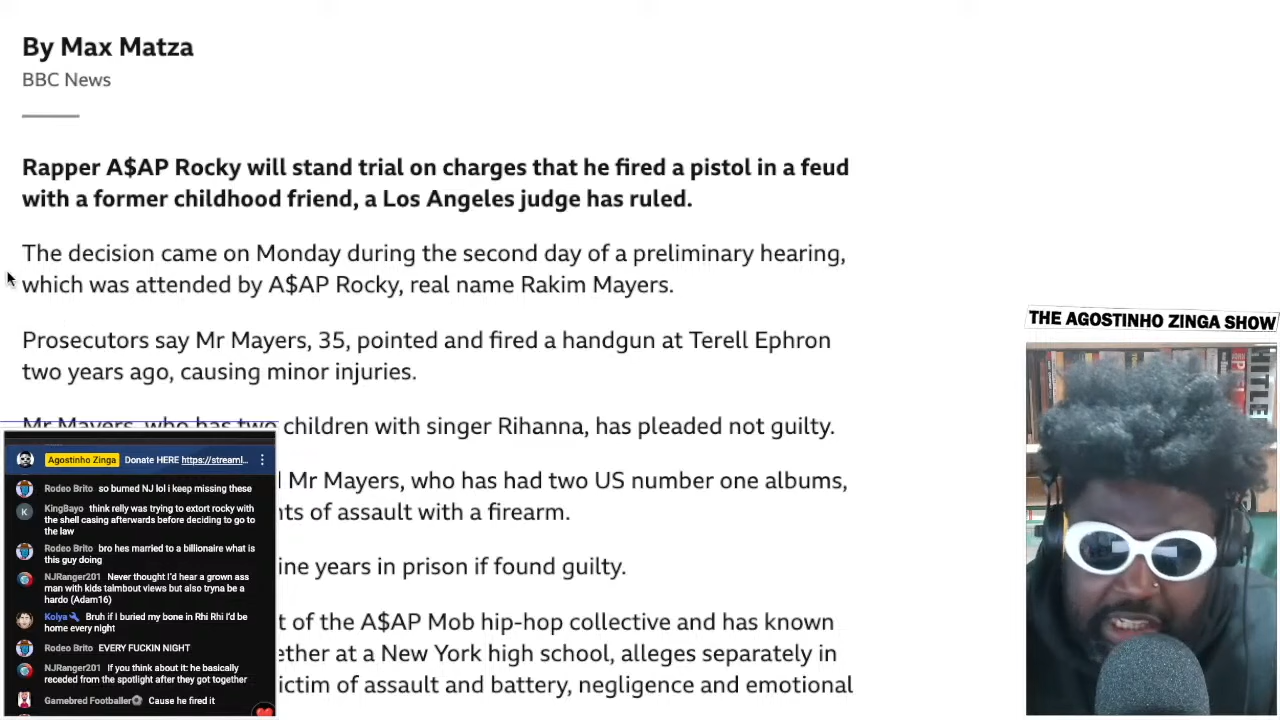 By Max Matza
BBC News
Rapper A$AP Rocky will stand trial on charges that he fired a pistol in a feud
with a former childhood friend, a Los Angeles judge has ruled.
The decision came on Monday during the second day of a preliminary hearing,
which was attended by A$AP Rocky, real name Rakim Mayers.
Prosecutors say Mr Mayers, 35, pointed and fired a handgun at Terell Ephron
two years ago, causing minor injuries.
Mr Mayers, who has two children with singer Rihanna, has pleaded not guilty.
Mr Mayers, who has had two US number one albums,
nts of assault with a firearm.
ine years in prison if found guilty.
t of the A$AP Mob hip-hop collective and has known
ether at a New York high school, alleges separately in
ictim of assault and battery, negligence and emotional
Agostinho Zinga Donate HERE https://streaml...
Rodeo Brito so bumed NJ lol i keep missing these
KingBayo think relly was trying to extort rocky with
the shell casing afterwards before deciding to go to
the law
Rodeo Brito bro hes married to a billionaire what is
this guy doing
NJRanger201 Never thought I'd hear a grown ass
man with kids talmbout views but also tryna be a
hardo (Adam16)
Kolya Bruh if I buried my bone in Rhi Rhi I'd be
home every night
Rodeo Brito EVERY FUCKIN NIGHT
NJRanger201 If you think about it: he basically
receded from the spotlight after they got together
Gamebred Footballer Cause he fired it
THE AGOSTINHO ZINGA SHOW
HITLE